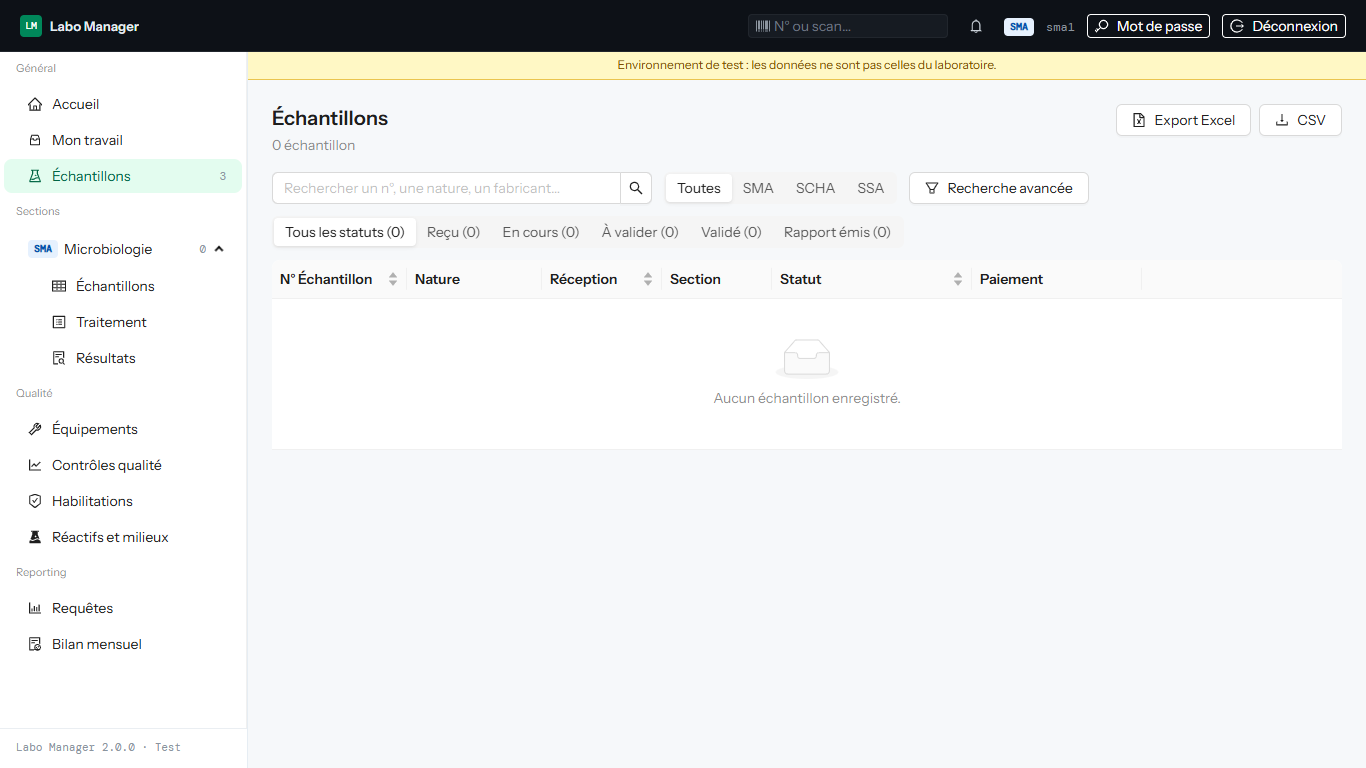 LM Labo Manager
N° ou scan...
SMA
sma1
Mot de passe
Déconnexion
Général
Accueil
Mon travail
Échantillons 3
Sections
SMA Microbiologie 0
Échantillons
Traitement
Résultats
Qualité
Équipements
Contrôles qualité
Habilitations
Réactifs et milieux
Reporting
Requêtes
Bilan mensuel
Labo Manager 2.0.0 · Test
Environnement de test : les données ne sont pas celles du laboratoire.
Échantillons
0 échantillon
Export Excel
CSV
Rechercher un n°, une nature, un fabricant...
Toutes SMA SCHA SSA
Recherche avancée
Tous les statuts (0) Reçu (0) En cours (0) À valider (0) Validé (0) Rapport émis (0)
N° Échantillon Nature Réception Section Statut Paiement
Aucun échantillon enregistré.